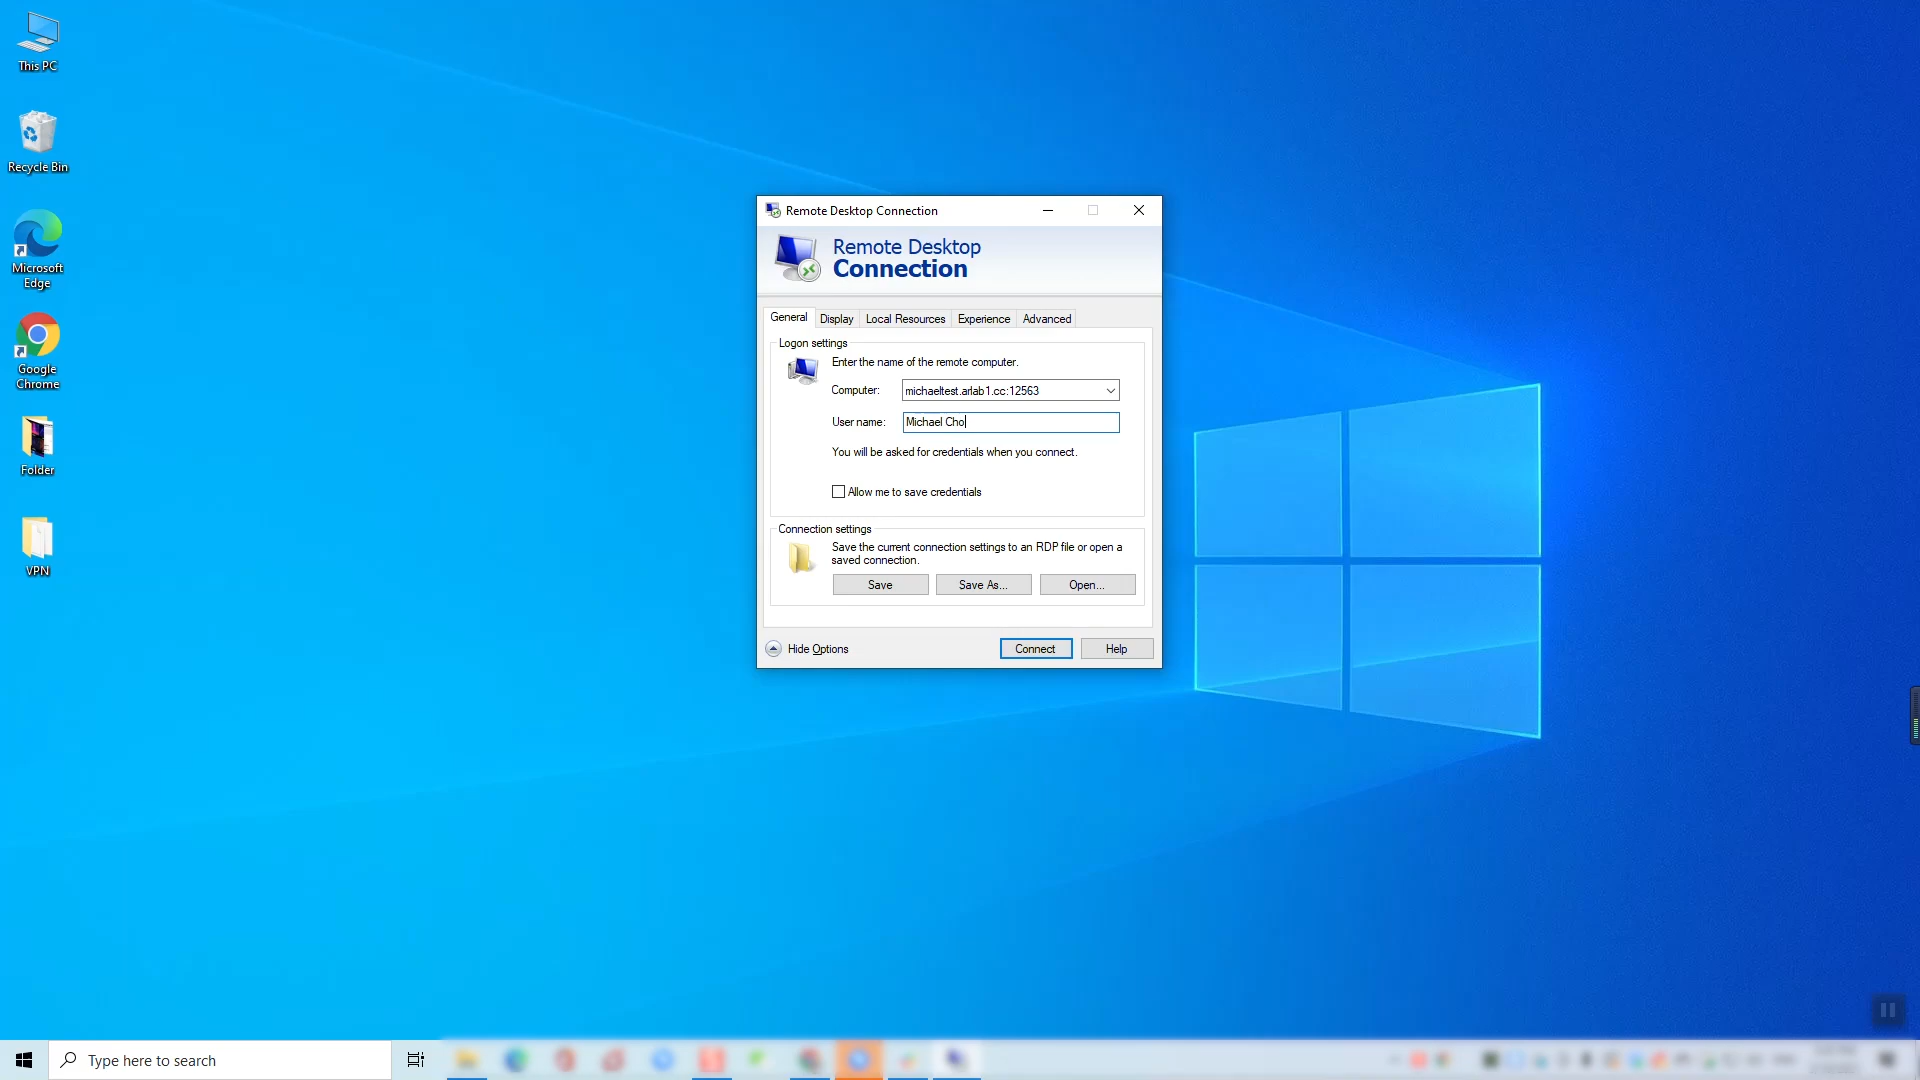 This PC
Recycle Bin
Microsoft
Edge
Google
Chrome
Folder
VPN
Remote Desktop Connection
Remote Desktop
Connection
General Display Local Resources Experience Advanced
Logon settings
Enter the name of the remote computer.
Computer: michaeltest.arlab1.cc:12563
User name: Michael Cho
You will be asked for credentials when you connect.
Allow me to save credentials
Connection settings
Save the current connection settings to an RDP file or open a
saved connection.
Save Save As... Open...
Hide Options Connect Help
Type here to search